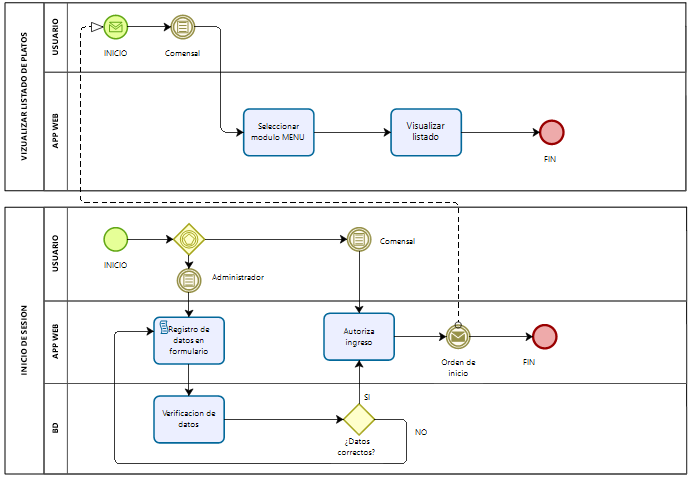 VIZUALIZAR LISTADO DE PLATOS
USUARIO
INICIO
Comensal
APP WEB
Seleccionar
modulo MENU
Visualizar
listado
FIN
INICIO DE SESION
USUARIO
INICIO
Comensal
Administrador
APP WEB
Registro de
datos en
formulario
Autoriza
ingreso
Orden de
inicio
FIN
BD
Verificacion de
datos
SI
¿Datos
correctos?
NO